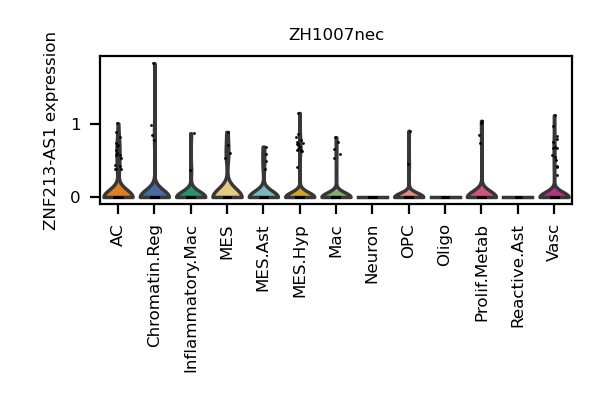 ZH1007nec
ZNF213-AS1 expression
1
0
AC
Chromatin.Reg
Inflammatory.Mac
MES
MES.Ast
MES.Hyp
Mac
Neuron
OPC
Oligo
Prolif.Metab
Reactive.Ast
Vasc